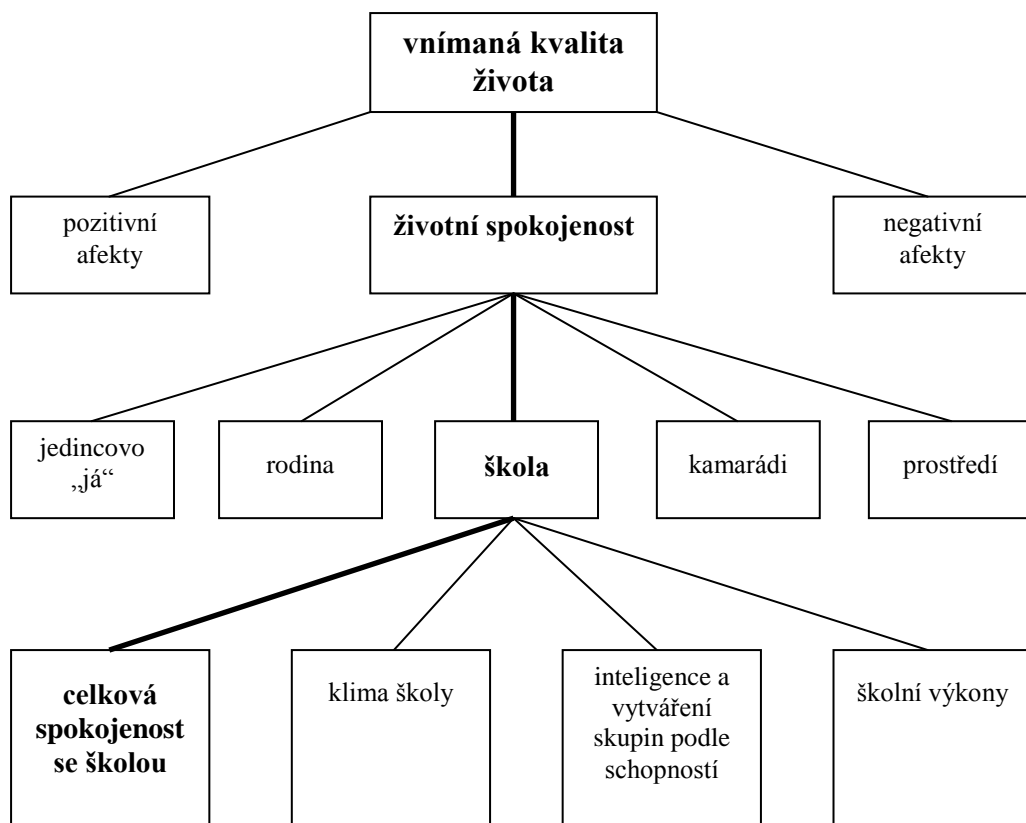 vnímaná kvalita
života
pozitivní
afekty
životní spokojenost
negativní
afekty
jedincovo
„já“
rodina
škola
kamarádi
prostředí
celková
spokojenost
se školou
klima školy
inteligence a
vytváření
skupin podle
schopností
školní výkony